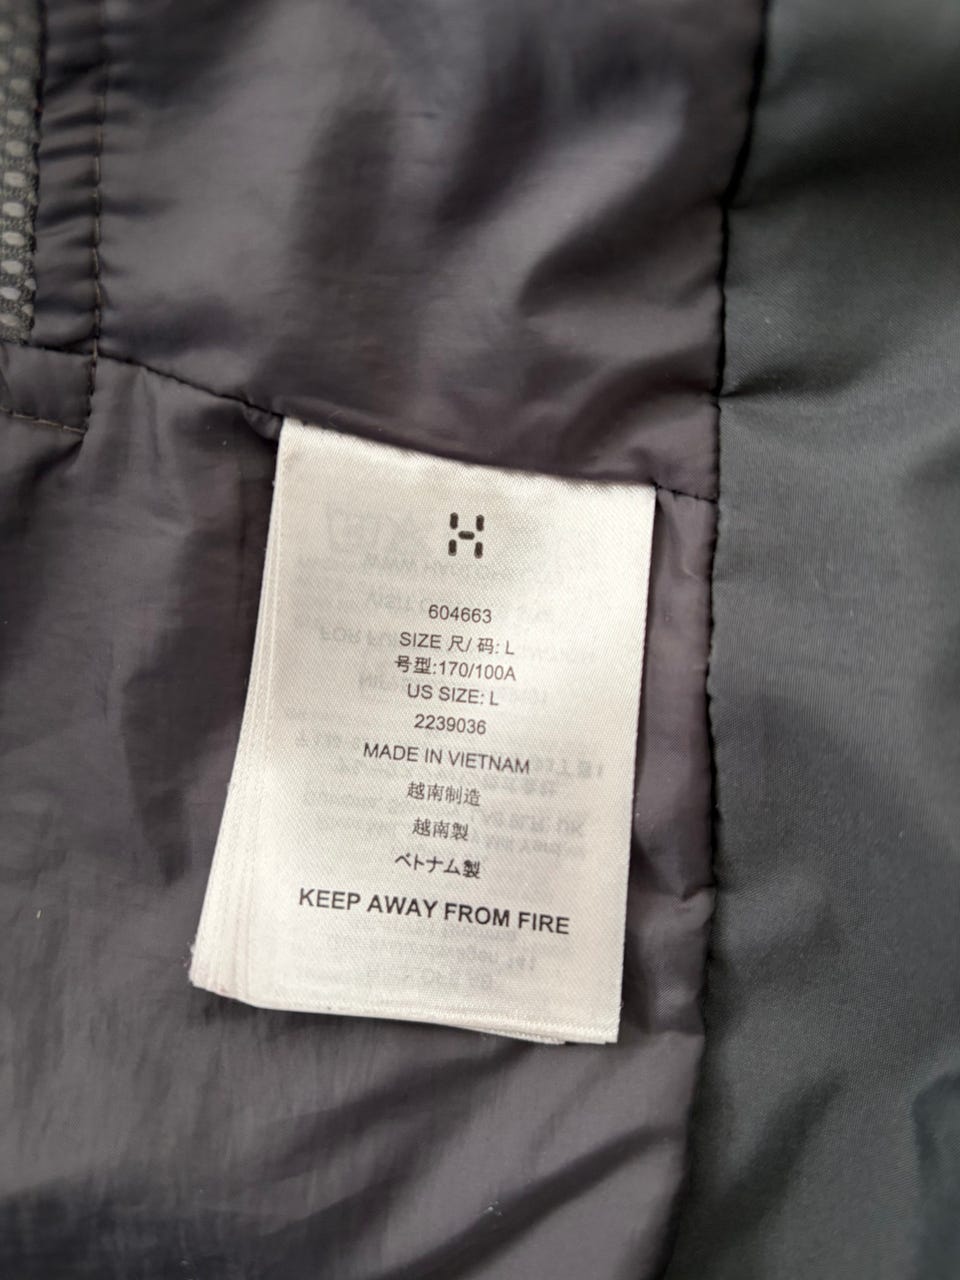 604663
SIZE 尺/ 码: L
号型:170/100A
US SIZE: L
2239036
MADE IN VIETNAM
越南制造
越南製
ベトナム製
KEEP AWAY FROM FIRE